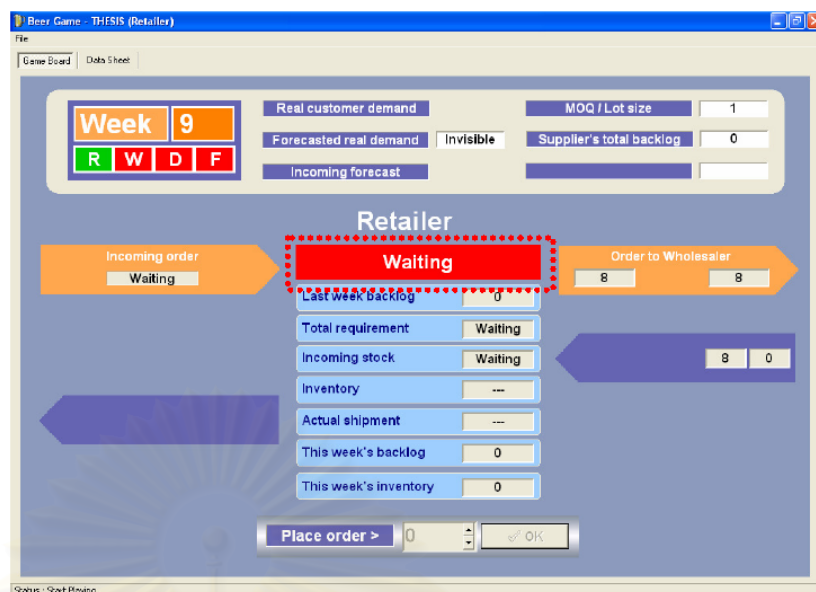 Beer Game - THESIS (Retailer)
File
Game Board Data Sheet
Week 9
R W D F
Real customer demand
Forecasted real demand Invisible
Incoming forecast
MOQ / Lot size 1
Supplier's total backlog 0
Retailer
Incoming order
Waiting
Waiting
Order to Wholesaler
8 8
Last week backlog 0
Total requirement Waiting
Incoming stock Waiting
8 0
Inventory ---
Actual shipment ---
This week's backlog 0
This week's inventory 0
Place order > 0 OK
Status : Start Playing